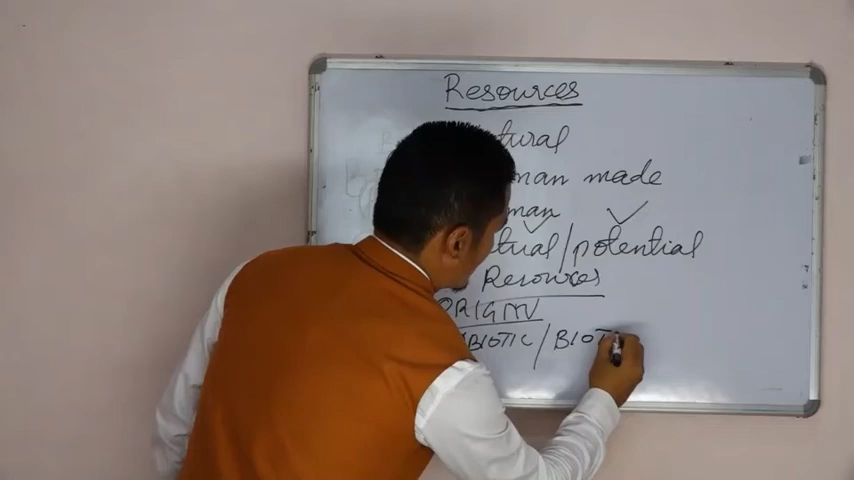 Resources
tural
man made
man
tual/potential
Resources
ORIGIN
BIOTIC/BIOT